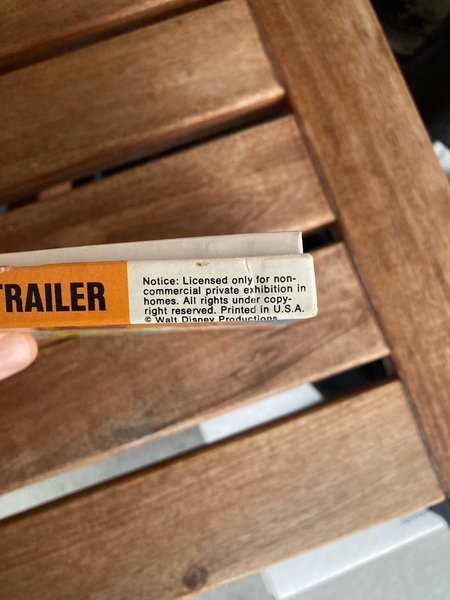 TRAILER
Notice: Licensed only for non-
commercial private exhibition in
homes. All rights under copy-
right reserved. Printed in U.S.A.
© Walt Disney Productions